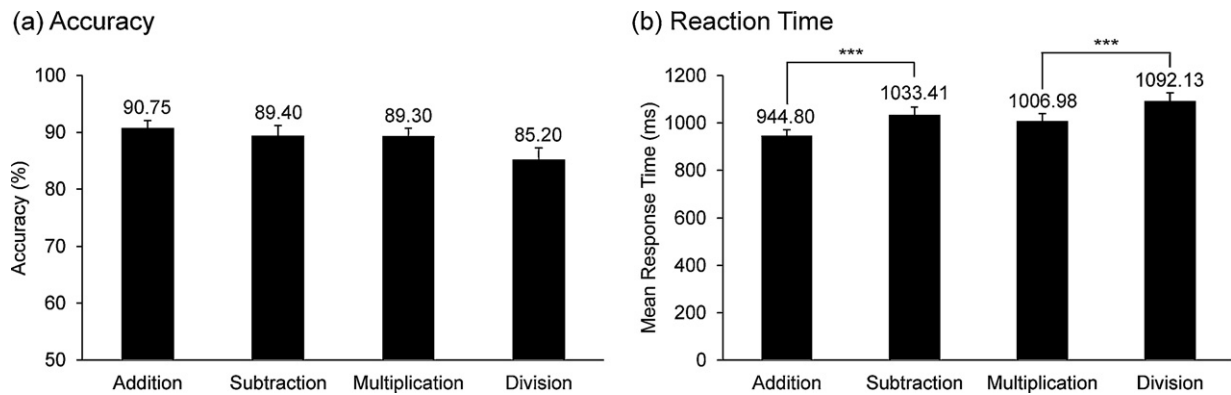 (a) Accuracy
Accuracy (%)
100
90
80
70
60
50
90.75
89.40
89.30
85.20
Addition
Subtraction
Multiplication
Division
(b) Reaction Time
Mean Response Time (ms)
1200
1000
800
600
400
200
0
***
***
944.80
1033.41
1006.98
1092.13
Addition
Subtraction
Multiplication
Division